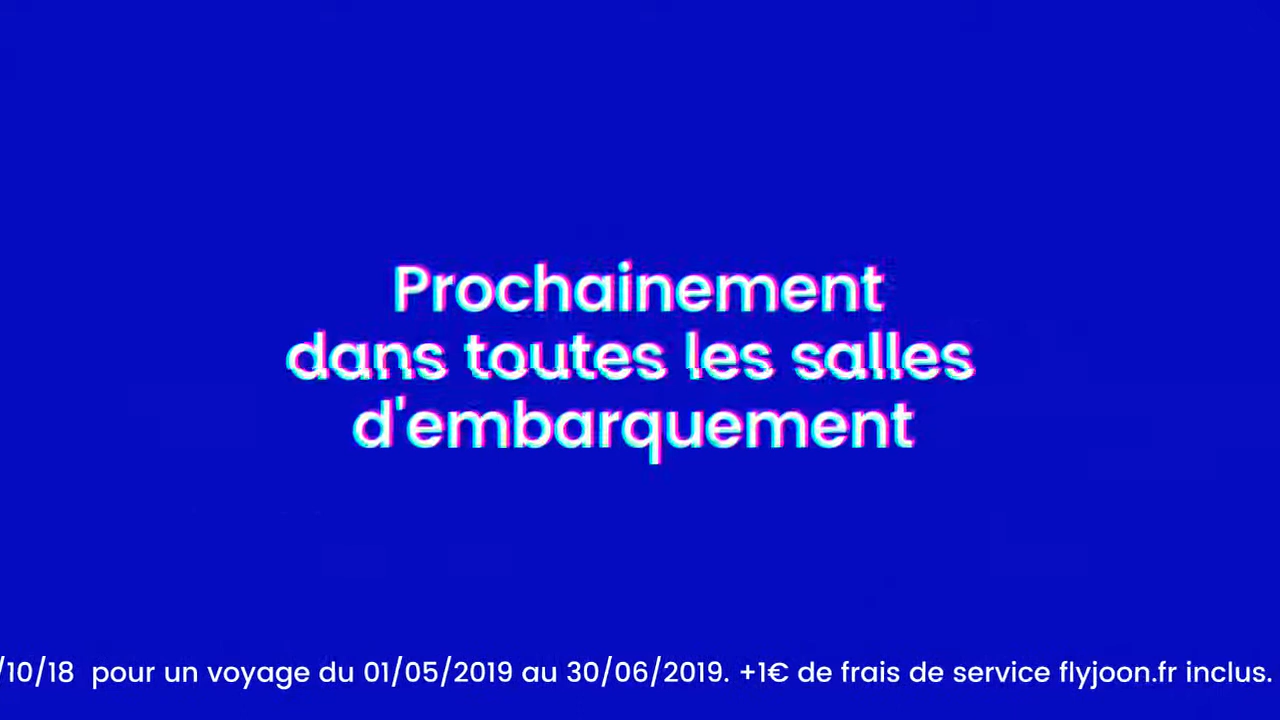 Prochainement
dans toutes les salles
d'embarquement
/10/18 pour un voyage du 01/05/2019 au 30/06/2019. +1€ de frais de service flyjoon.fr inclus.